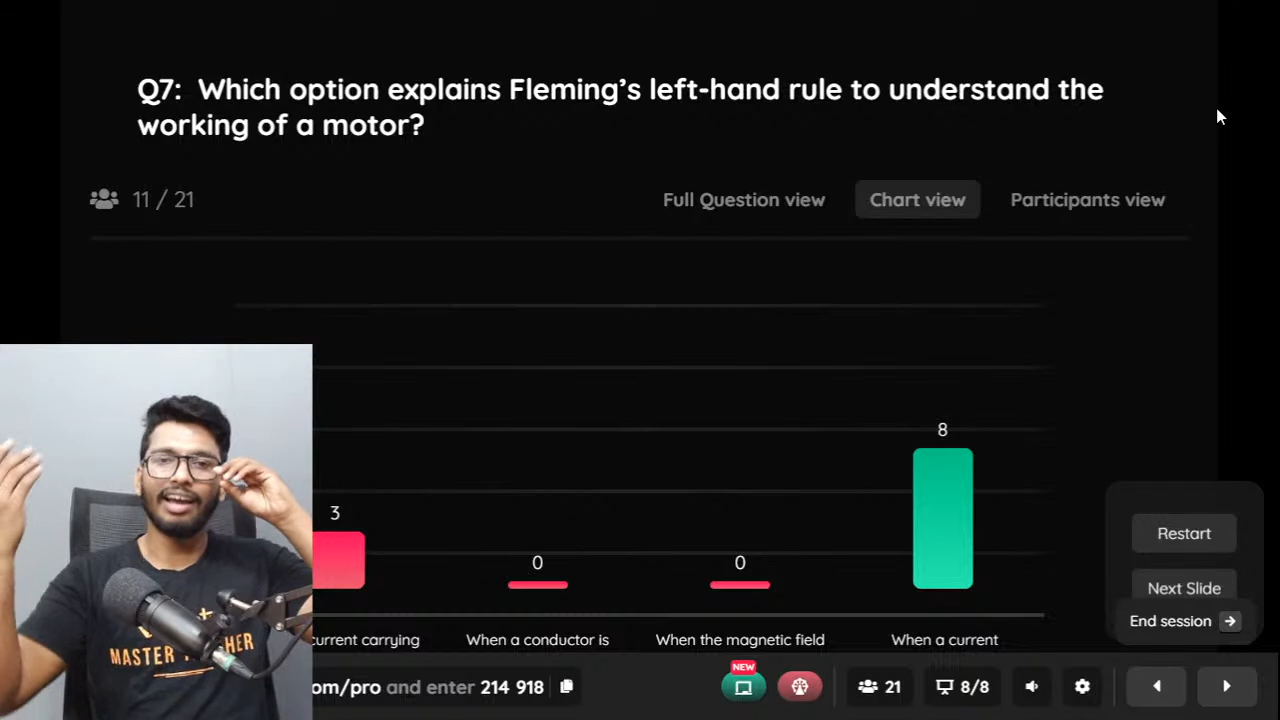 Q7: Which option explains Fleming's left-hand rule to understand the
working of a motor?
11 / 21
Full Question view
Chart view
Participants view
8
3
0
0
Restart
Next Slide
End session
current carrying
When a conductor is
When the magnetic field
When a current
MASTER
.com/pro and enter 214 918
NEW
21
8/8